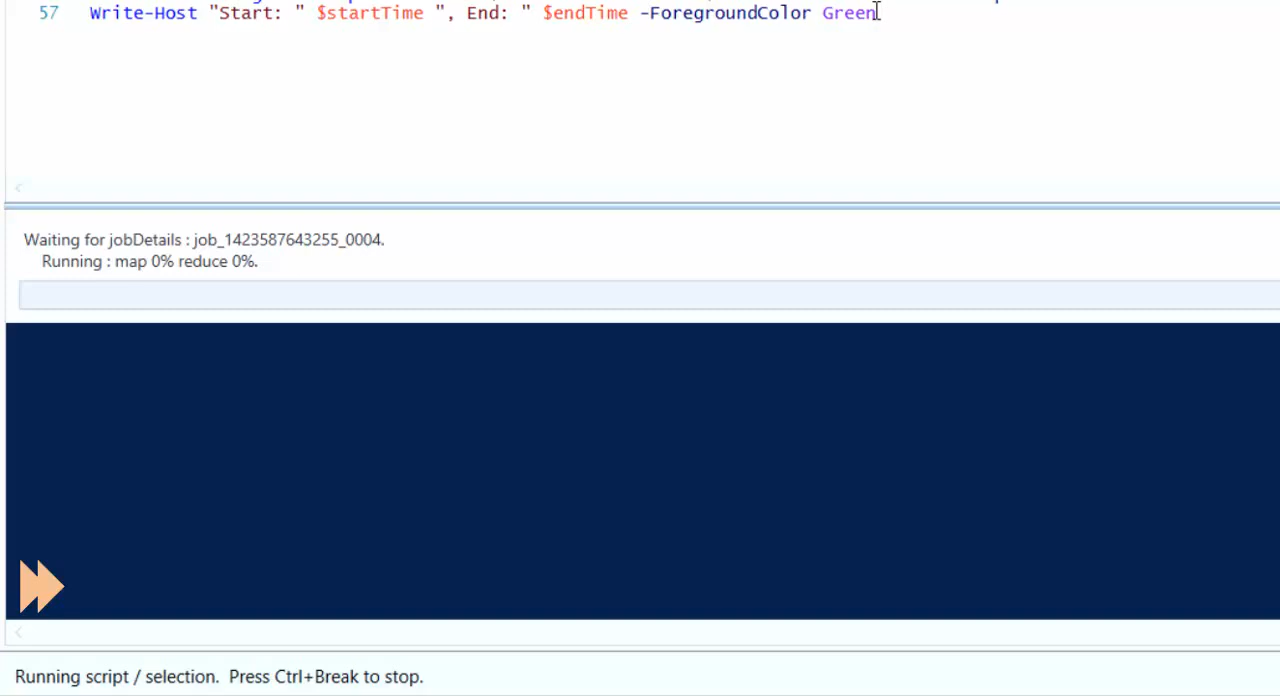 57 Write-Host "Start: " $startTime ", End: " $endTime -ForegroundColor Green
Waiting for jobDetails : job_1423587643255_0004.
Running : map 0% reduce 0%.
Running script / selection. Press Ctrl+Break to stop.